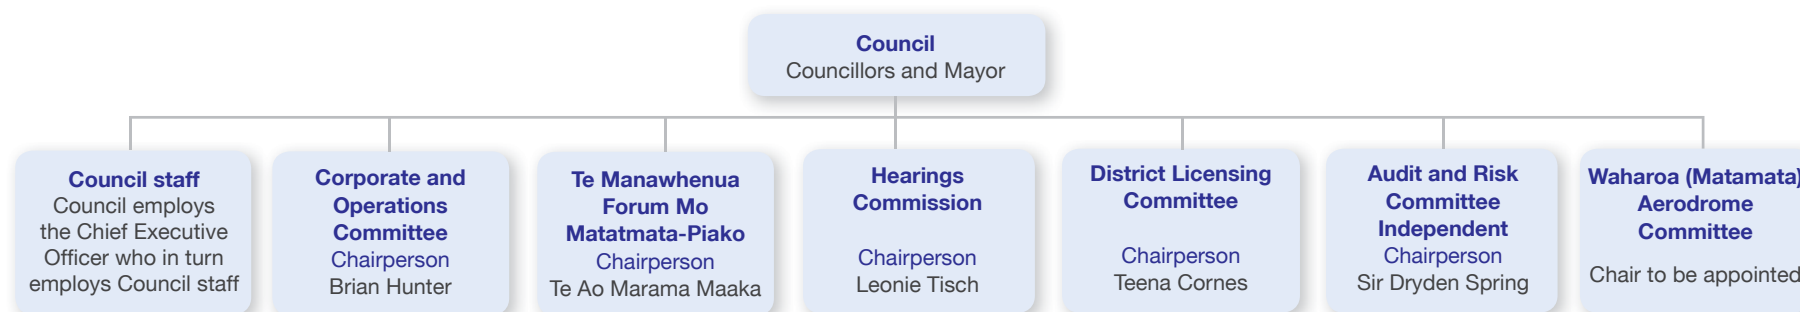 Council
Councillors and Mayor
Council staff
Council employs
the Chief Executive
Officer who in turn
employs Council staff
Corporate and
Operations
Committee
Chairperson
Brian Hunter
Te Manawhenua
Forum Mo
Matatmata-Piako
Chairperson
Te Ao Marama Maaka
Hearings
Commission
Chairperson
Leonie Tisch
District Licensing
Committee
Chairperson
Teena Cornes
Audit and Risk
Committee
Independent
Chairperson
Sir Dryden Spring
Waharoa (Matamata)
Aerodrome
Committee
Chair to be appointed